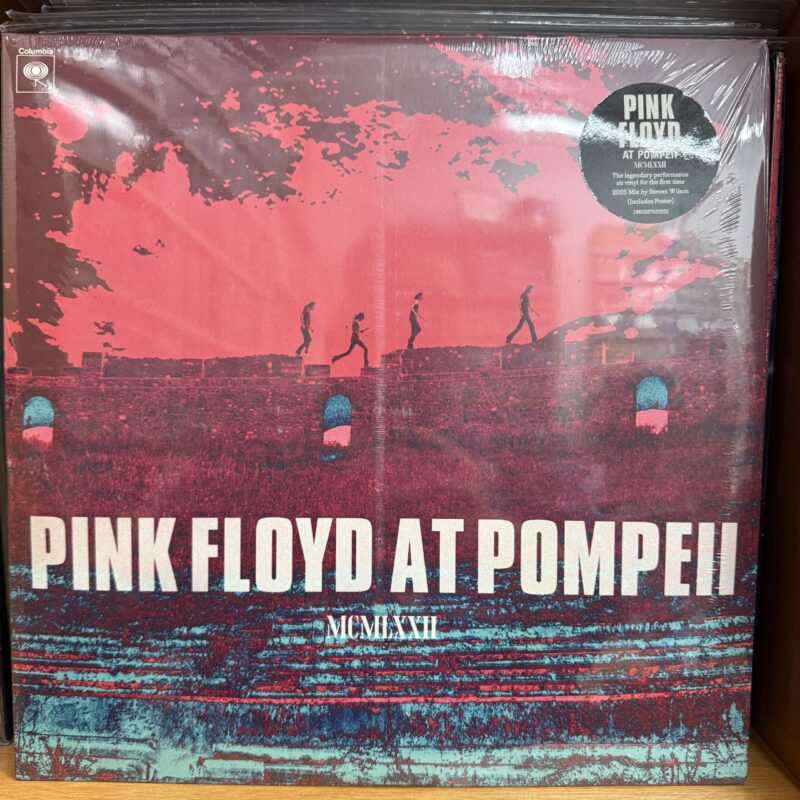 Columbia
PINK
FLOYD
AT POMPEII
MCMLXXII
The legendary performance
on vinyl for the first time
2025 Mix by Steven Wilson
(Includes Poster)
PINK FLOYD AT POMPEII
MCMLXXII